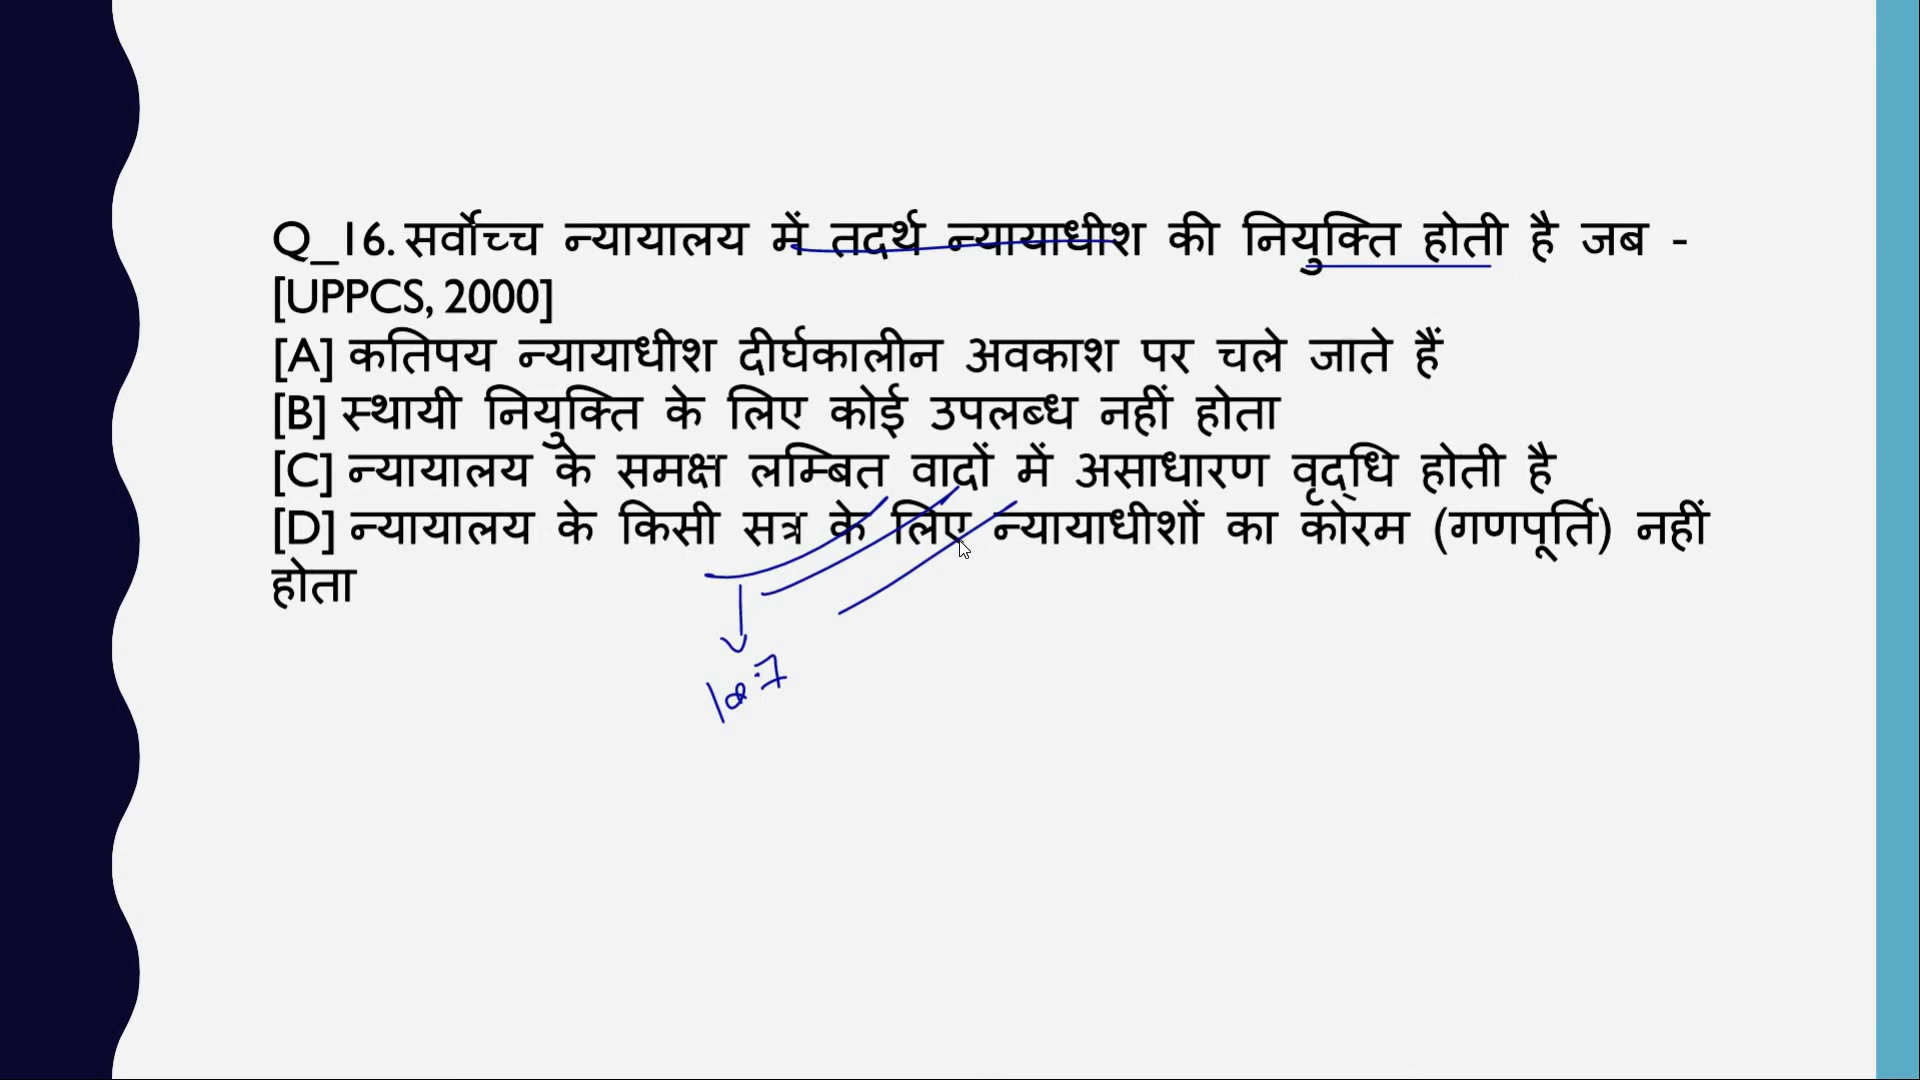 Q_16. सर्वोच्च न्यायालय में तदर्थ न्यायाधीश की नियुक्ति होती है जब -
[UPPCS, 2000]
[A] कतिपय न्यायाधीश दीर्घकालीन अवकाश पर चले जाते हैं
[B] स्थायी नियुक्ति के लिए कोई उपलब्ध नहीं होता
[C] न्यायालय के समक्ष लम्बित वादों में असाधारण वृद्धि होती है
[D] न्यायालय के किसी सत्र के लिए न्यायाधीशों का कोरम (गणपूर्ति) नहीं
होता